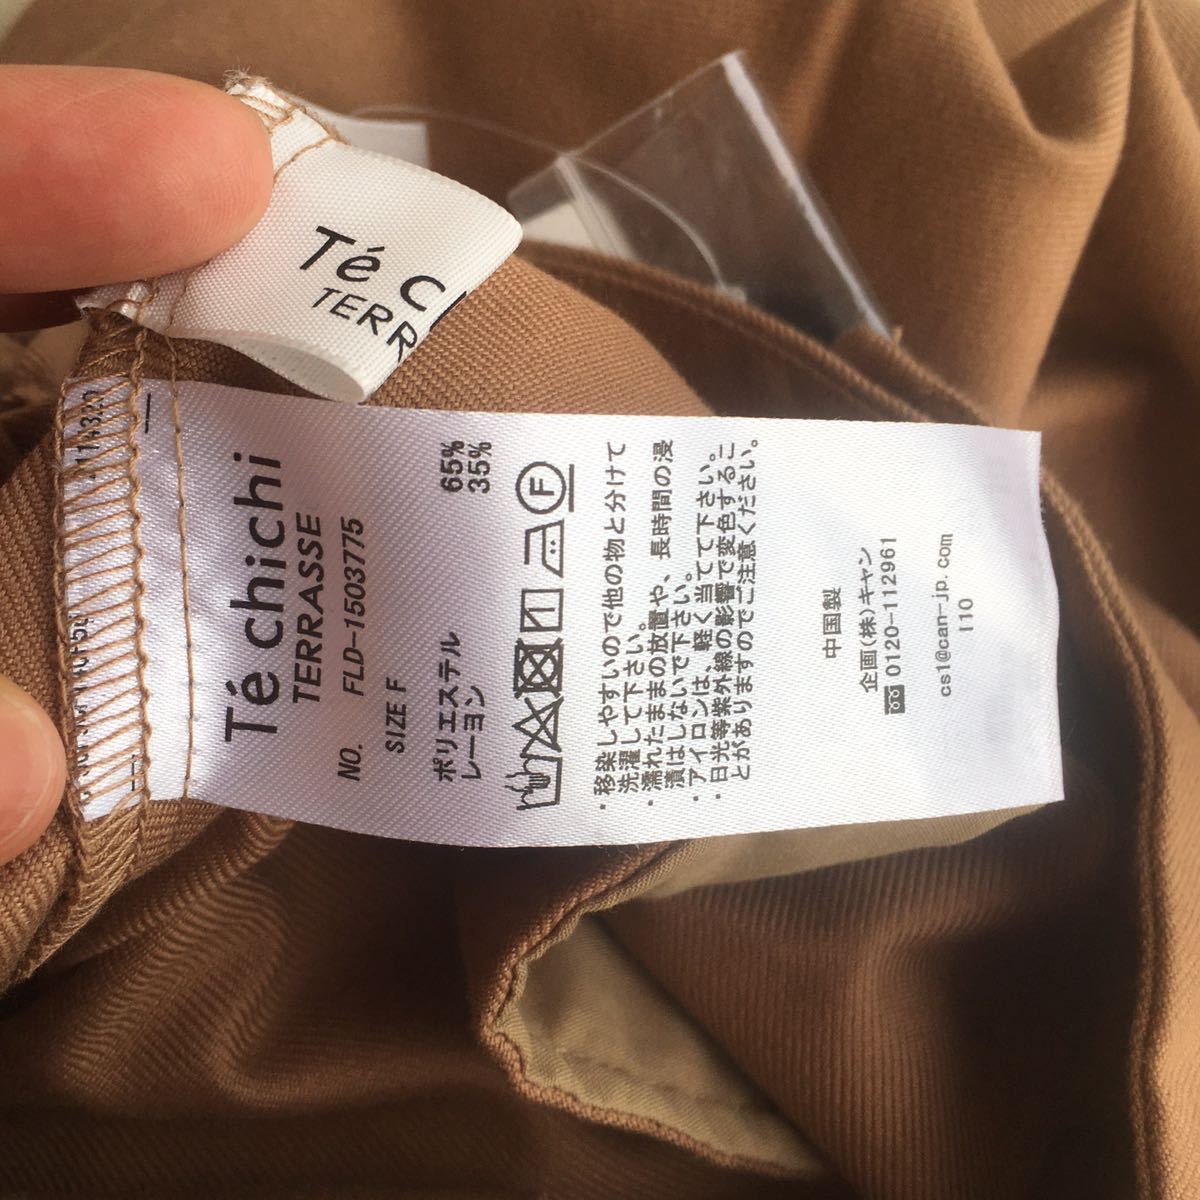 Té C
TERR
Té chichi
TERRASSE
NO. FLD-1503775
SIZE F
ポリエステル 65%
レーヨン 35%
F
・移染しやすいので他の物と分けて
洗濯して下さい。
・濡れたままの放置や、長時間の浸
漬はしないで下さい。
・アイロンは、軽く当てて下さい。
・日光等紫外線の影響で変色するこ
とがありますのでご注意ください。
中国製
企画(株)キャン
0120-112961
cs1@can-jp.com
I10